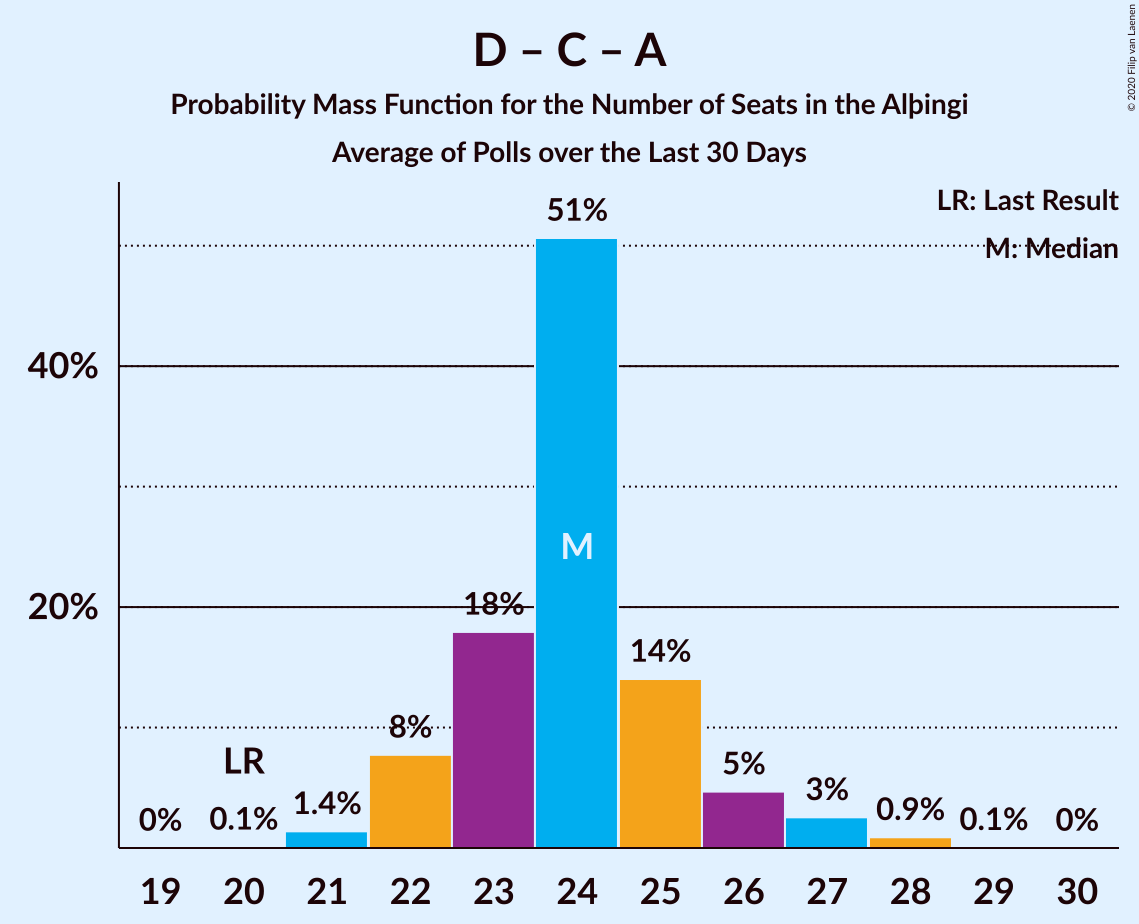 D – C – A
Probability Mass Function for the Number of Seats in the Alþingi
Average of Polls over the Last 30 Days
© 2020 Filip van Laenen
LR: Last Result
M: Median
51%
40%
M
20%
18%
14%
8%
LR
5%
3%
1.4%
0.9%
0% 0.1% 0.1% 0%
19 20 21 22 23 24 25 26 27 28 29 30